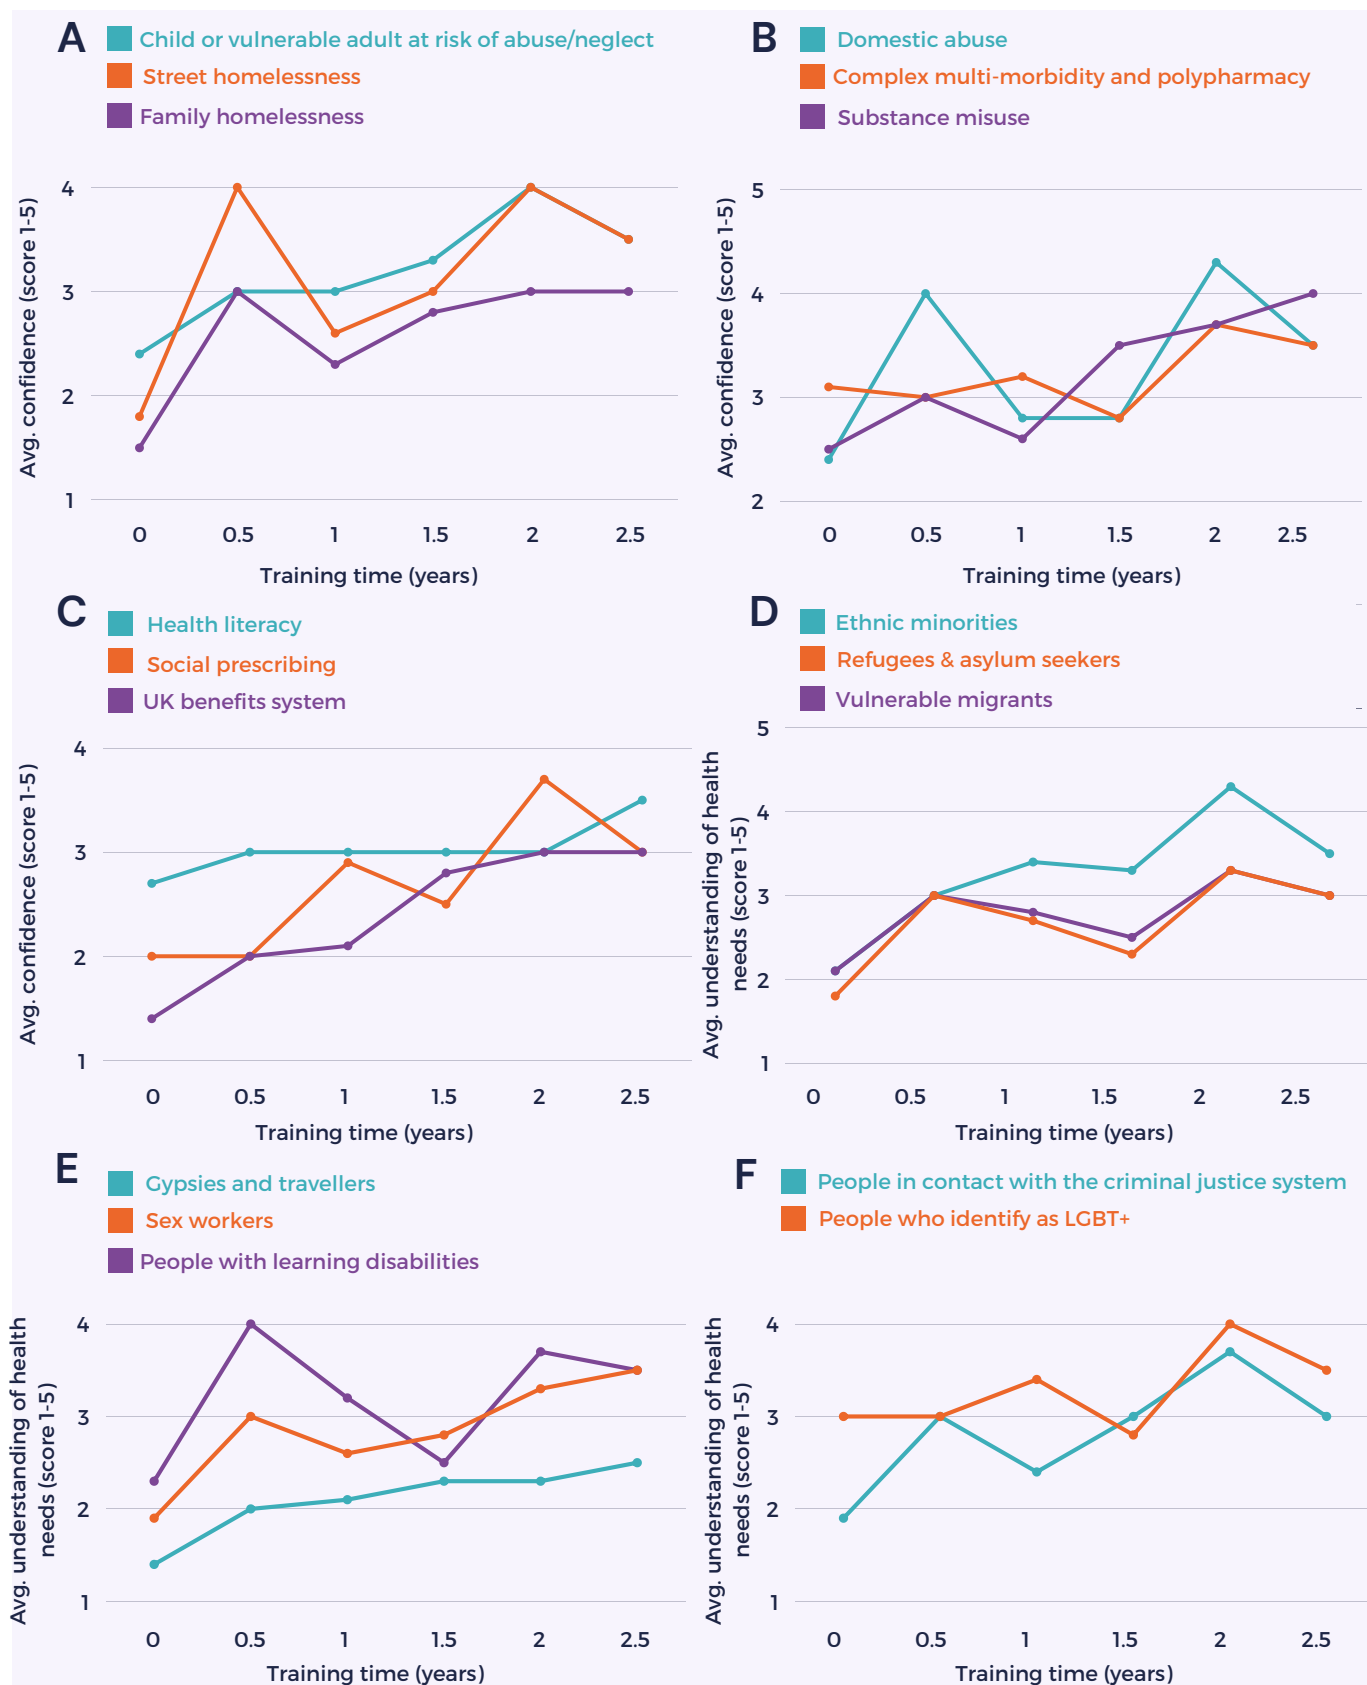 A
Child or vulnerable adult at risk of abuse/neglect
Street homelessness
Family homelessness
Avg. confidence (score 1-5)
4
3
2
1
0 0.5 1 1.5 2 2.5
Training time (years)
B
Domestic abuse
Complex multi-morbidity and polypharmacy
Substance misuse
Avg. confidence (score 1-5)
5
4
3
2
0 0.5 1 1.5 2 2.5
Training time (years)
C
Health literacy
Social prescribing
UK benefits system
Avg. confidence (score 1-5)
4
3
2
1
0 0.5 1 1.5 2 2.5
Training time (years)
D
Ethnic minorities
Refugees & asylum seekers
Vulnerable migrants
Avg. understanding of health
needs (score 1-5)
5
4
3
2
1
0 0.5 1 1.5 2 2.5
Training time (years)
E
Gypsies and travellers
Sex workers
People with learning disabilities
Avg. understanding of health
needs (score 1-5)
4
3
2
1
0 0.5 1 1.5 2 2.5
Training time (years)
F
People in contact with the criminal justice system
People who identify as LGBT+
Avg. understanding of health
needs (score 1-5)
4
3
2
1
0 0.5 1 1.5 2 2.5
Training time (years)